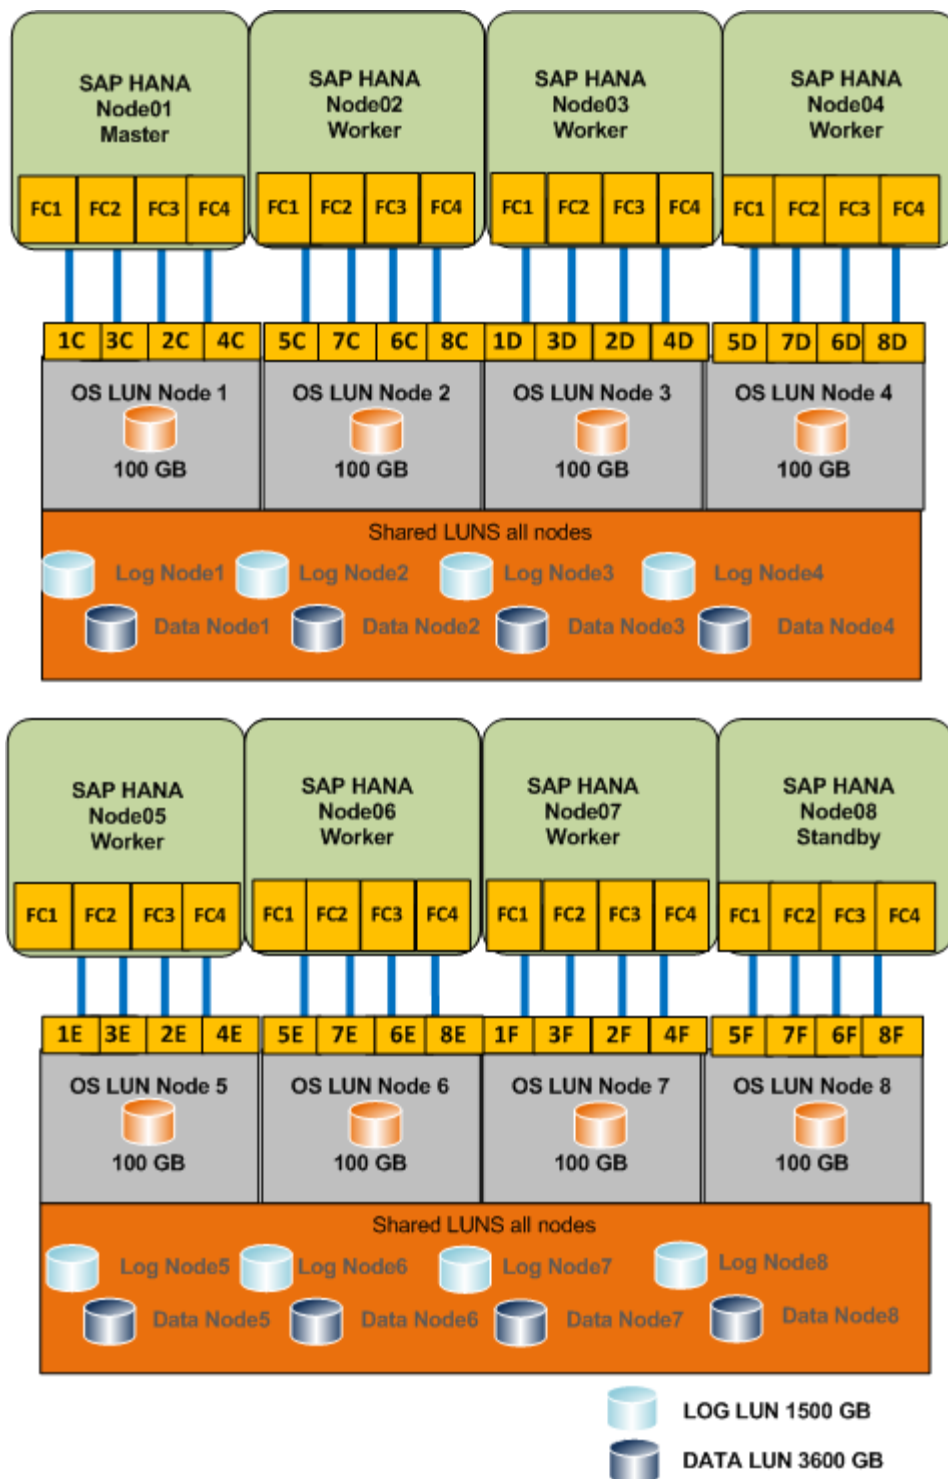 SAP HANA
Node01
Master
SAP HANA
Node02
Worker
SAP HANA
Node03
Worker
SAP HANA
Node04
Worker
FC1 FC2 FC3 FC4
FC1 FC2 FC3 FC4
FC1 FC2 FC3 FC4
FC1 FC2 FC3 FC4
1C 3C 2C 4C
5C 7C 6C 8C
1D 3D 2D 4D
5D 7D 6D 8D
OS LUN Node 1
100 GB
OS LUN Node 2
100 GB
OS LUN Node 3
100 GB
OS LUN Node 4
100 GB
Shared LUNS all nodes
Log Node1 Log Node2 Log Node3 Log Node4
Data Node1 Data Node2 Data Node3 Data Node4
SAP HANA
Node05
Worker
SAP HANA
Node06
Worker
SAP HANA
Node07
Worker
SAP HANA
Node08
Standby
FC1 FC2 FC3 FC4
FC1 FC2 FC3 FC4
FC1 FC2 FC3 FC4
FC1 FC2 FC3 FC4
1E 3E 2E 4E
5E 7E 6E 8E
1F 3F 2F 4F
5F 7F 6F 8F
OS LUN Node 5
100 GB
OS LUN Node 6
100 GB
OS LUN Node 7
100 GB
OS LUN Node 8
100 GB
Shared LUNS all nodes
Log Node5 Log Node6 Log Node7 Log Node8
Data Node5 Data Node6 Data Node7 Data Node8
LOG LUN 1500 GB
DATA LUN 3600 GB